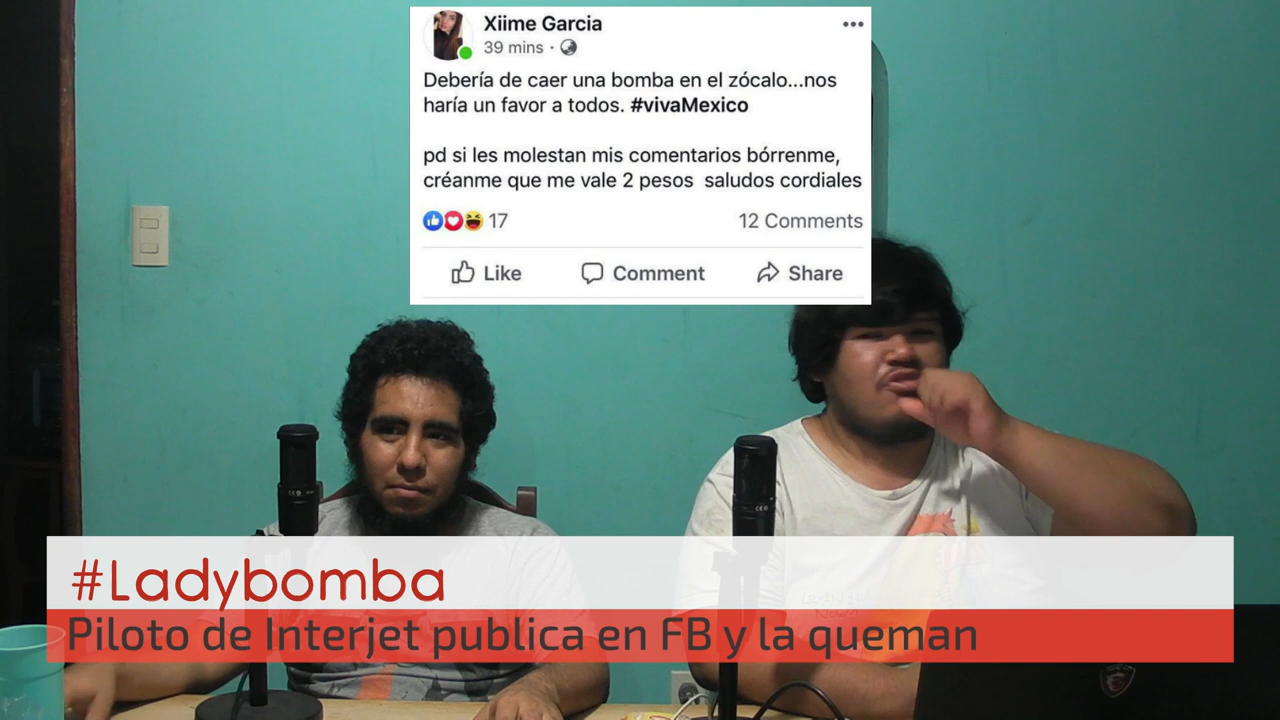 Xiime Garcia
39 mins ·
Debería de caer una bomba en el zócalo...nos
haría un favor a todos. #vivaMexico
pd si les molestan mis comentarios bórrenme,
créanme que me vale 2 pesos saludos cordiales
17
12 Comments
Like
Comment
Share
#Ladybomba
Piloto de Interjet publica en FB y la queman